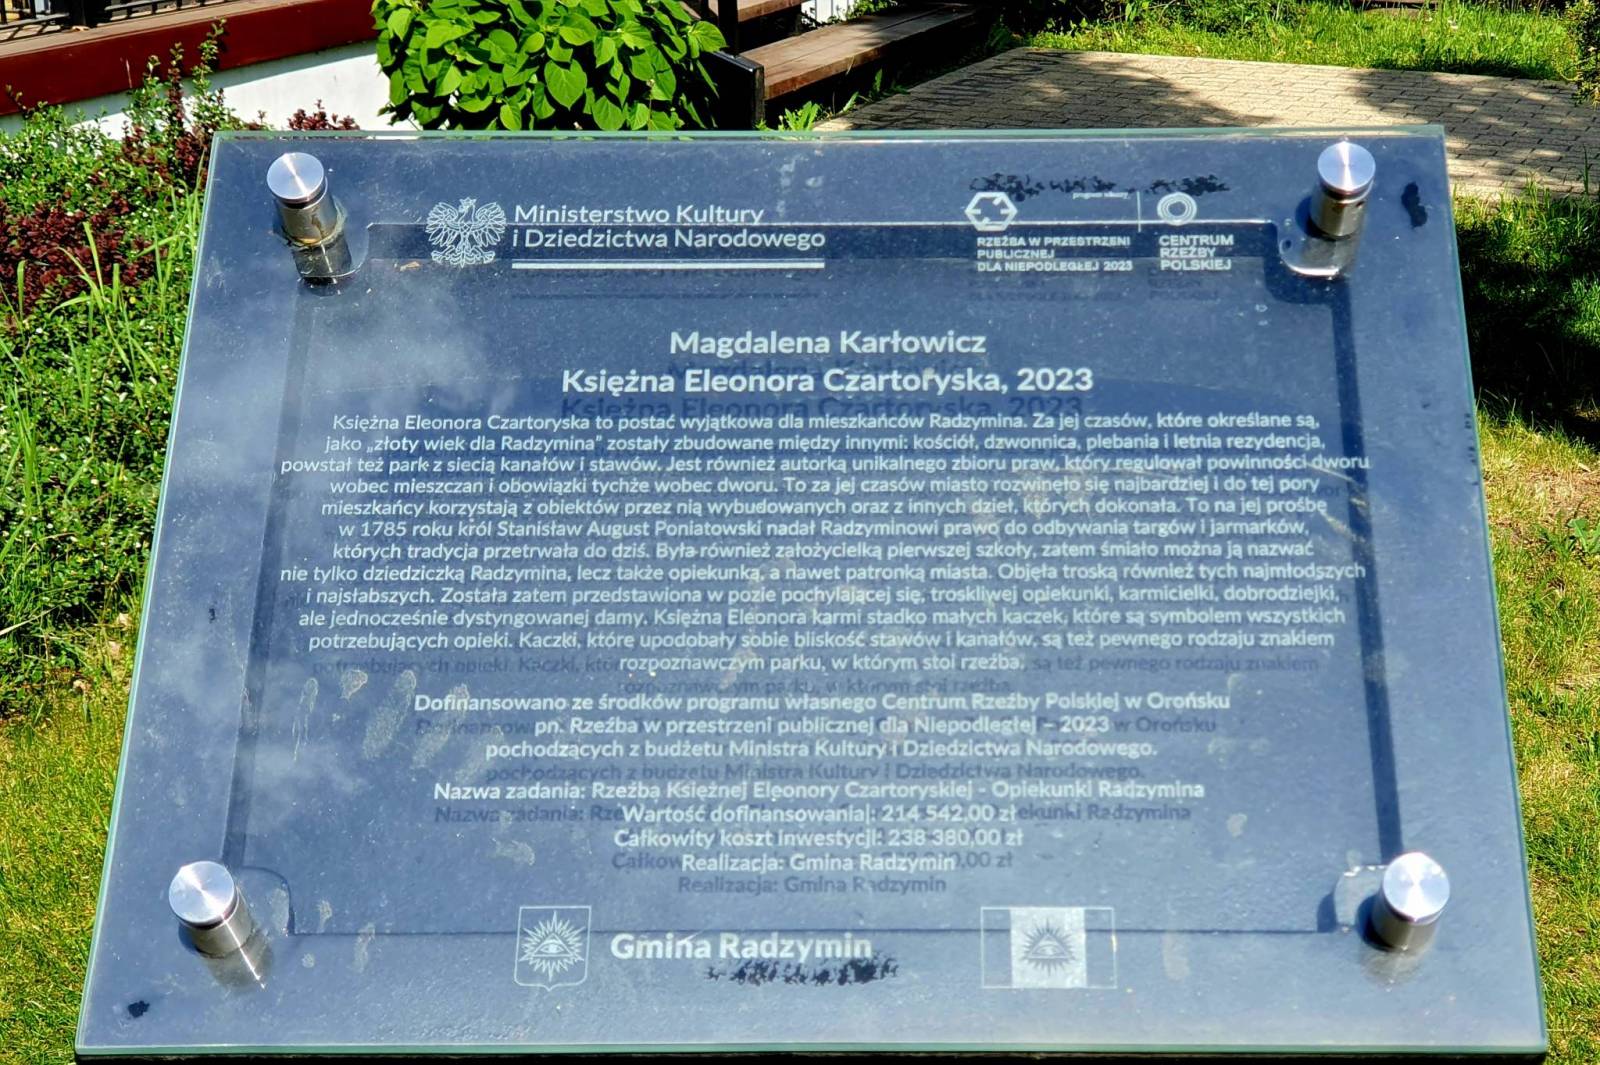 Ministerstwo Kultury
i Dziedzictwa Narodowego
RZEŹBA W PRZESTRZENI
PUBLICZNEJ
DLA NIEPODLEGŁEJ 2023
CENTRUM
RZEŹBY
POLSKIEJ
Magdalena Karłowicz
Księżna Eleonora Czartoryska, 2023
Księżna Eleonora Czartoryska to postać wyjątkowa dla mieszkańców Radzymina. Za jej czasów, które określane są,
jako „złoty wiek dla Radzymina” zostały zbudowane między innymi: kościół, dzwonnica, plebania i letnia rezydencja,
powstał też park z siecią kanałów i stawów. Jest również autorką unikalnego zbioru praw, który regulował powinności dworu
wobec mieszczan i obowiązki tychże wobec dworu. To za jej czasów miasto rozwinęło się najbardziej i do tej pory
mieszkańcy korzystają z obiektów przez nią wybudowanych oraz z innych dzieł, których dokonała. To na jej prośbę
w 1785 roku król Stanisław August Poniatowski nadał Radzyminowi prawo do odbywania targów i jarmarków,
których tradycja przetrwała do dziś. Była również założycielką pierwszej szkoły, zatem śmiało można ją nazwać
nie tylko dziedziczką Radzymina, lecz także opiekunką, a nawet patronką miasta. Objęła troską również tych najmłodszych
i najsłabszych. Została zatem przedstawiona w pozie pochylającej się, troskliwej opiekunki, karmicielki, dobrodziejki,
ale jednocześnie dystyngowanej damy. Księżna Eleonora karmi stadko małych kaczek, które są symbolem wszystkich
potrzebujących opieki. Kaczki, które upodobały sobie bliskość stawów i kanałów, są też pewnego rodzaju znakiem
rozpoznawczym parku, w którym stoi rzeźba.
Dofinansowano ze środków programu własnego Centrum Rzeźby Polskiej w Orońsku
pn. Rzeźba w przestrzeni publicznej dla Niepodległej – 2023
pochodzących z budżetu Ministra Kultury i Dziedzictwa Narodowego.
Nazwa zadania: Rzeźba Księżnej Eleonory Czartoryskiej - Opiekunki Radzymina
Wartość dofinansowania: 214 542,00 zł
Całkowity koszt inwestycji: 238 380,00 zł
Realizacja: Gmina Radzymin
Gmina Radzymin